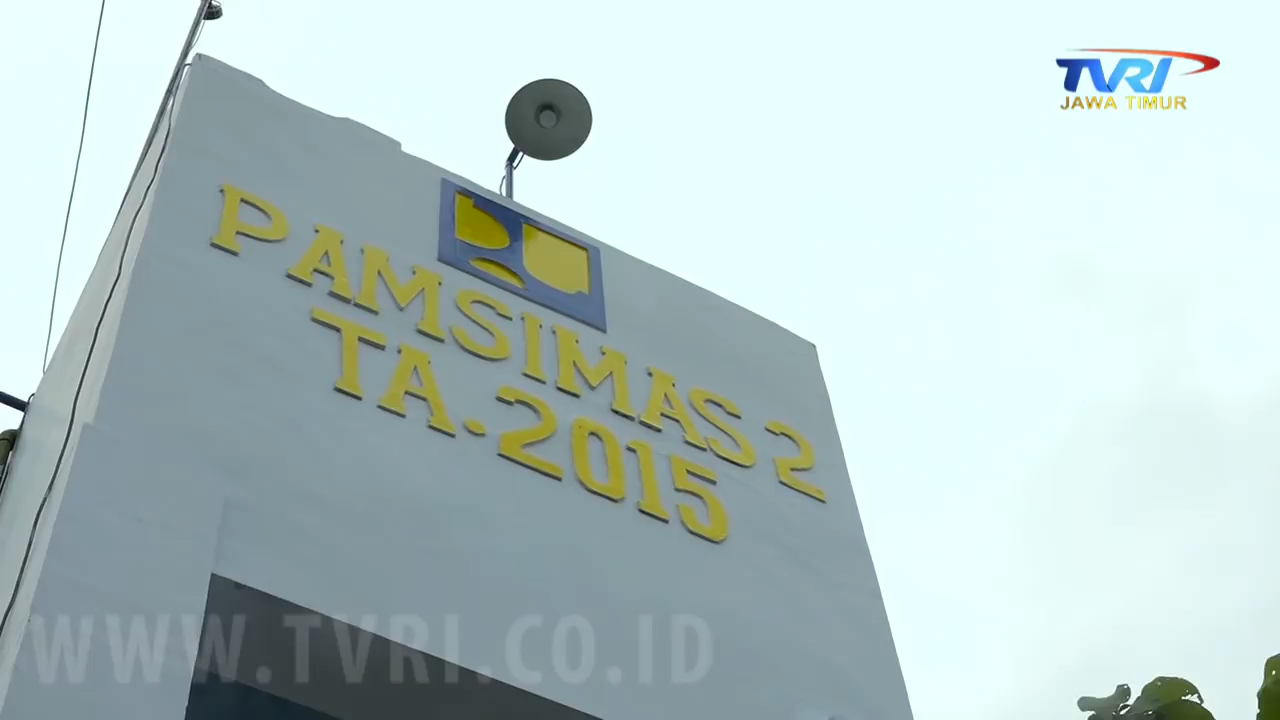 TVRI
JAWA TIMUR
PAMSIMAS 2
TA.2015
WWW.TVRI.CO.ID